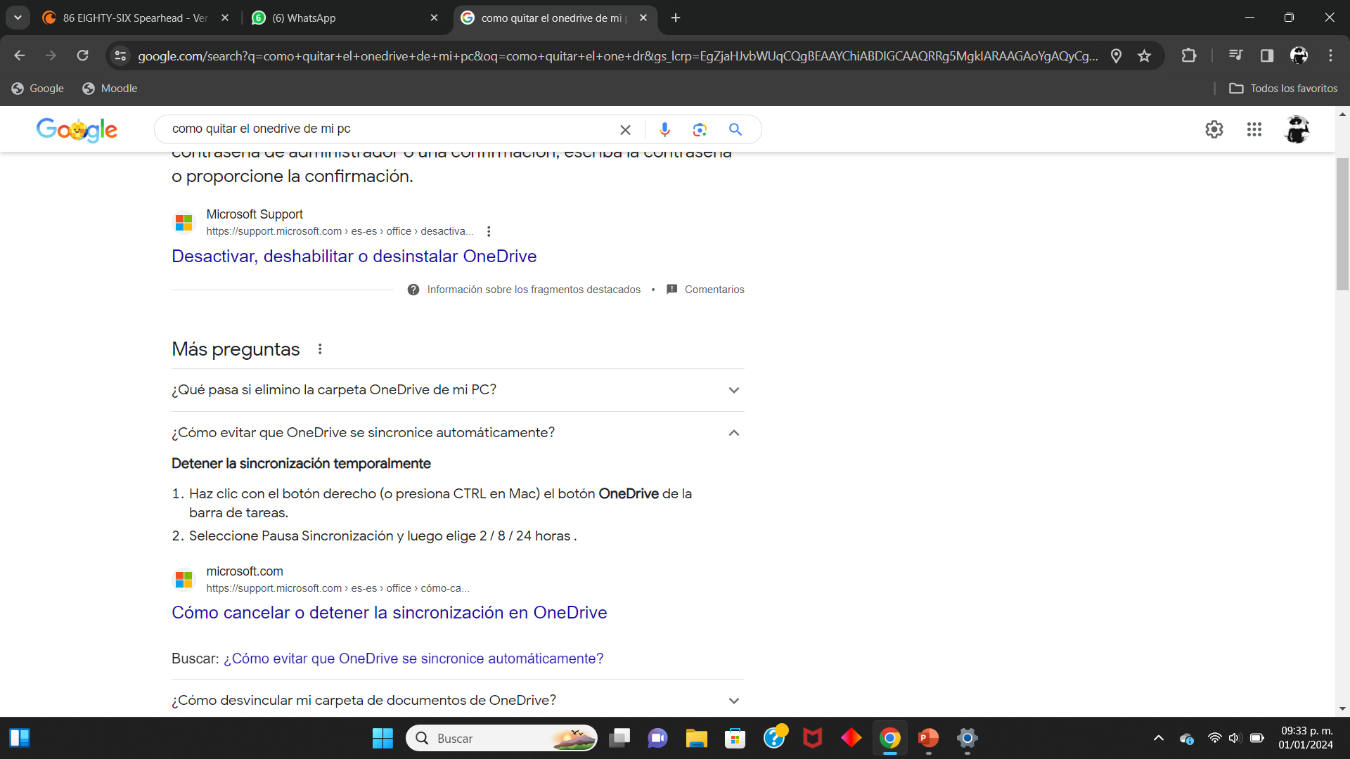 86 EIGHTY-SIX Spearhead - Ver
(6) WhatsApp
como quitar el onedrive de mi p
google.com/search?q=como+quitar+el+onedrive+de+mi+pc&oq=como+quitar+el+one+dr&gs_lcrp=EgZjaHJvbWUqCQgBEAAYChiABDIGCAAQRRg5MgkIARAAGAoYgAQyCg...
Google
Moodle
Todos los favoritos
Google
como quitar el onedrive de mi pc
contraseña de administrador o una confirmación, escriba la contraseña
o proporcione la confirmación.
Microsoft Support
https://support.microsoft.com › es-es › office › desactiva...
Desactivar, deshabilitar o desinstalar OneDrive
Información sobre los fragmentos destacados • Comentarios
Más preguntas
¿Qué pasa si elimino la carpeta OneDrive de mi PC?
¿Cómo evitar que OneDrive se sincronice automáticamente?
Detener la sincronización temporalmente
1. Haz clic con el botón derecho (o presiona CTRL en Mac) el botón OneDrive de la
barra de tareas.
2. Seleccione Pausa Sincronización y luego elige 2 / 8 / 24 horas .
microsoft.com
https://support.microsoft.com › es-es › office › cómo-ca...
Cómo cancelar o detener la sincronización en OneDrive
Buscar: ¿Cómo evitar que OneDrive se sincronice automáticamente?
¿Cómo desvincular mi carpeta de documentos de OneDrive?
Buscar
09:33 p. m.
01/01/2024